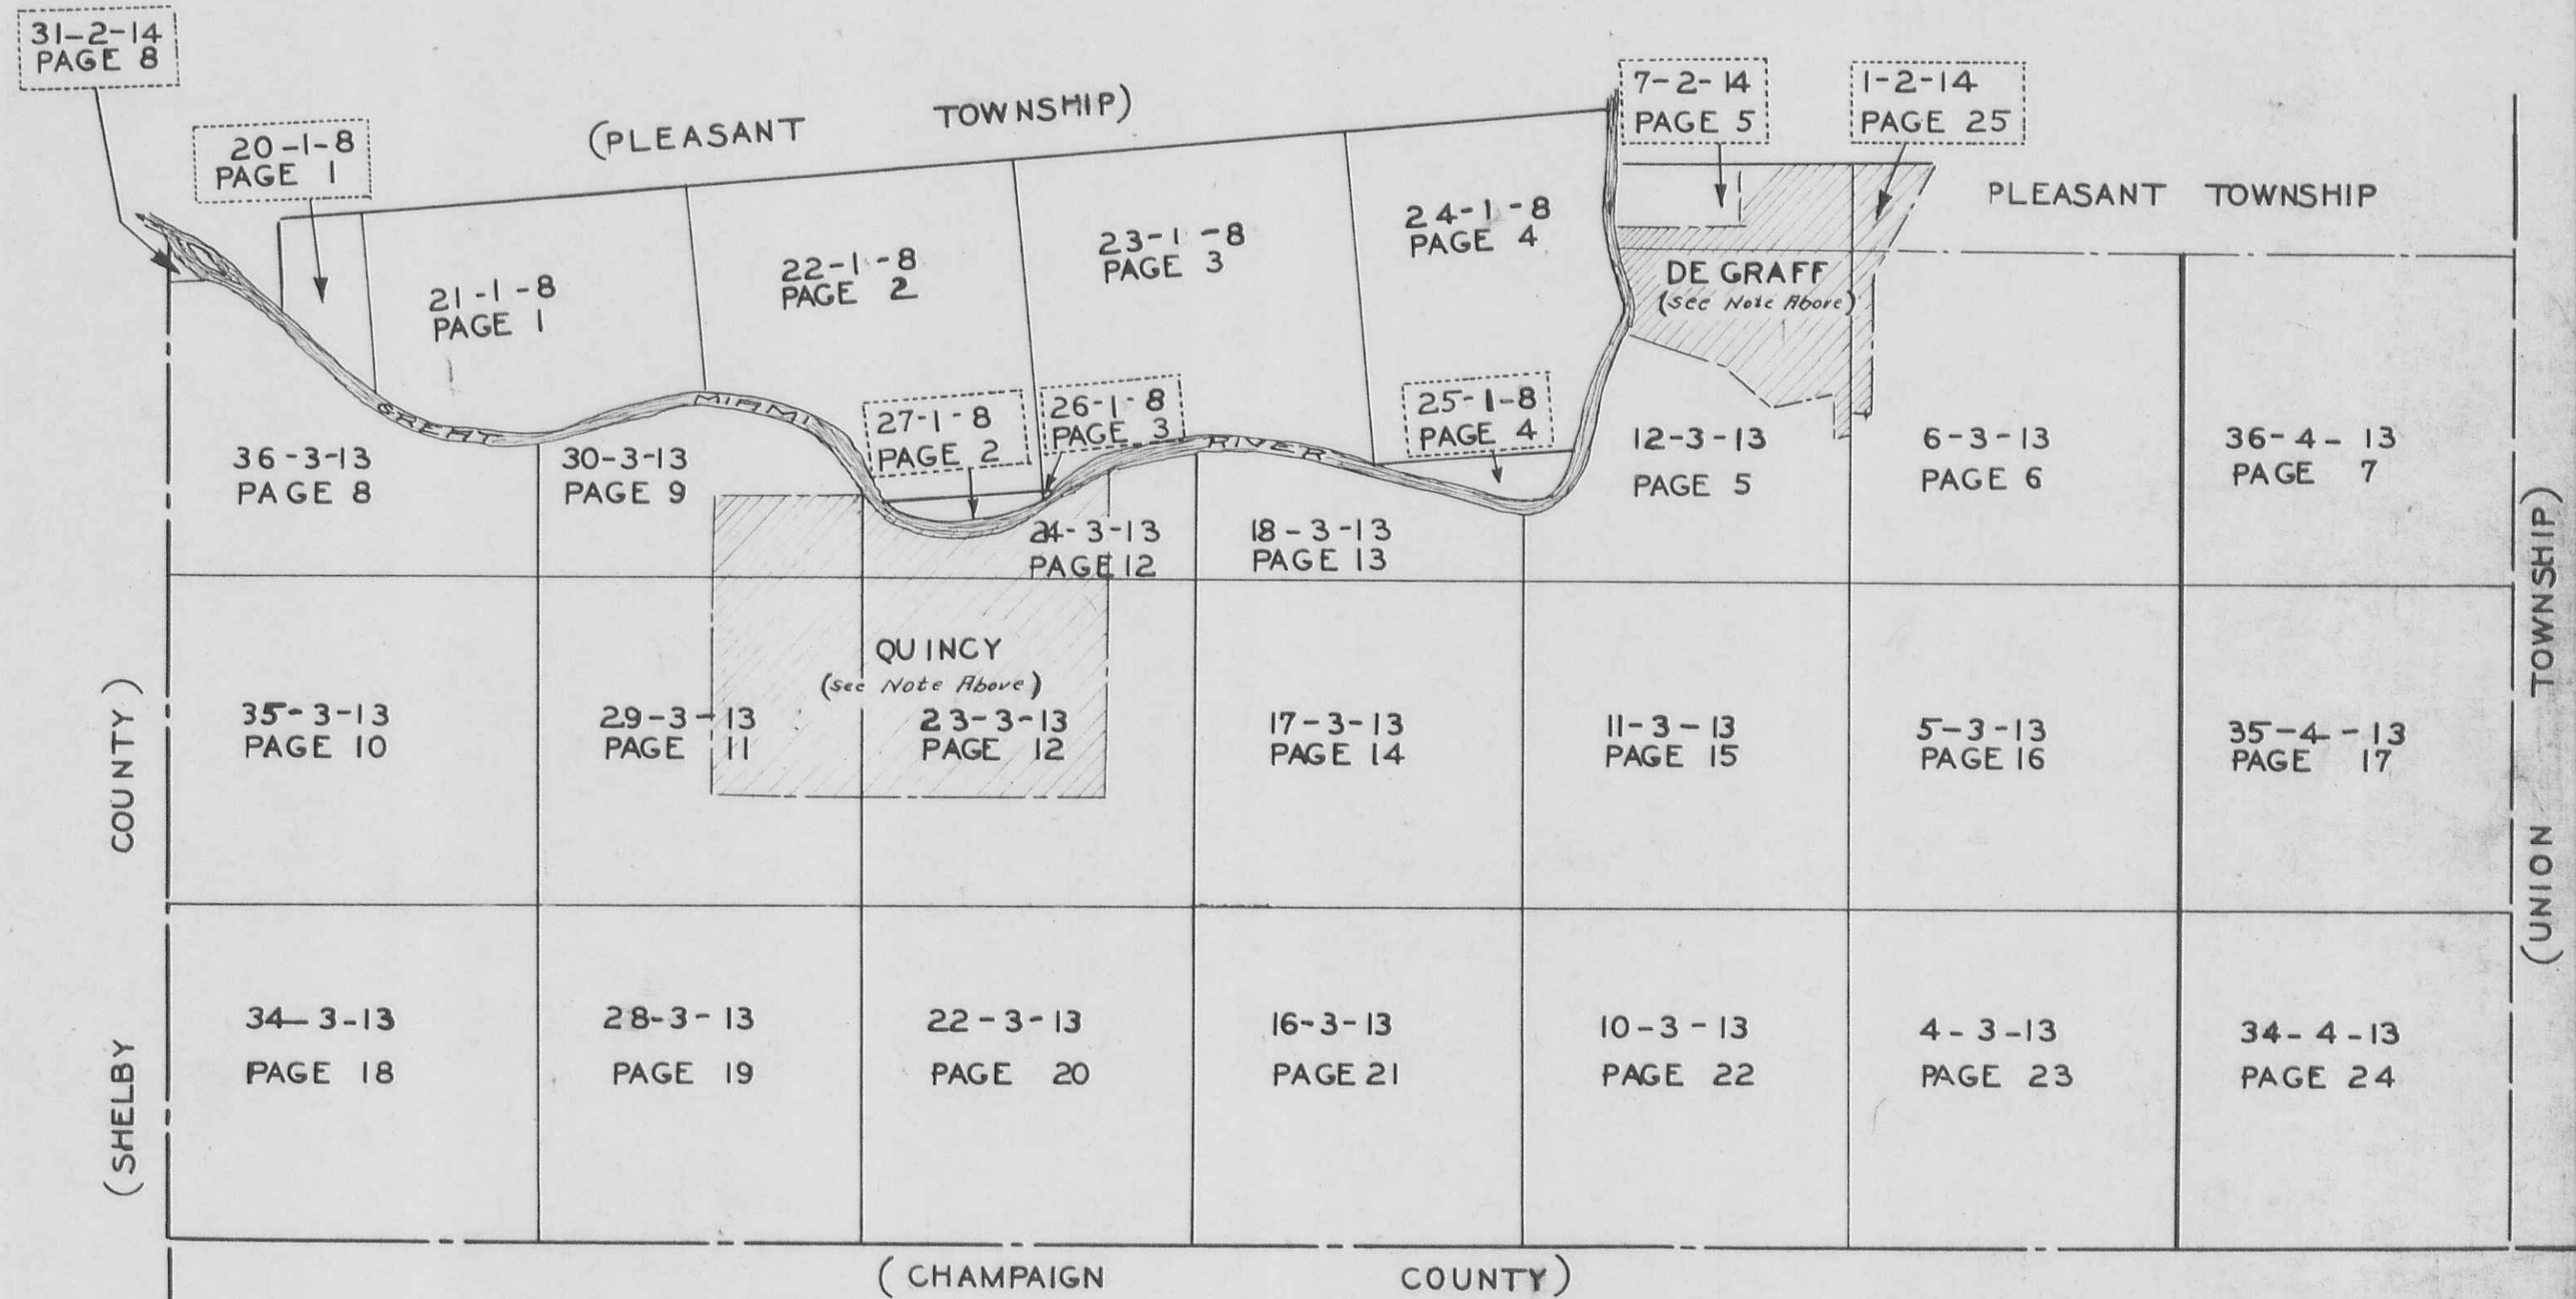 31-2-14
PAGE 8
20-1-8
PAGE 1
(PLEASANT TOWNSHIP)
7-2-14
PAGE 5
1-2-14
PAGE 25
PLEASANT TOWNSHIP
21-1-8
PAGE 1
22-1-8
PAGE 2
23-1-8
PAGE 3
24-1-8
PAGE 4
DE GRAFF
(see Note Above)
27-1-8
PAGE 2
26-1-8
PAGE 3
25-1-8
PAGE 4
GREAT MIAMI RIVER
36-3-13
PAGE 8
30-3-13
PAGE 9
24-3-13
PAGE 12
18-3-13
PAGE 13
12-3-13
PAGE 5
6-3-13
PAGE 6
36-4-13
PAGE 7
QUINCY
(see Note Above)
35-3-13
PAGE 10
29-3-13
PAGE 11
23-3-13
PAGE 12
17-3-13
PAGE 14
11-3-13
PAGE 15
5-3-13
PAGE 16
35-4-13
PAGE 17
34-3-13
PAGE 18
28-3-13
PAGE 19
22-3-13
PAGE 20
16-3-13
PAGE 21
10-3-13
PAGE 22
4-3-13
PAGE 23
34-4-13
PAGE 24
(SHELBY COUNTY)
(UNION TOWNSHIP)
(CHAMPAIGN COUNTY)